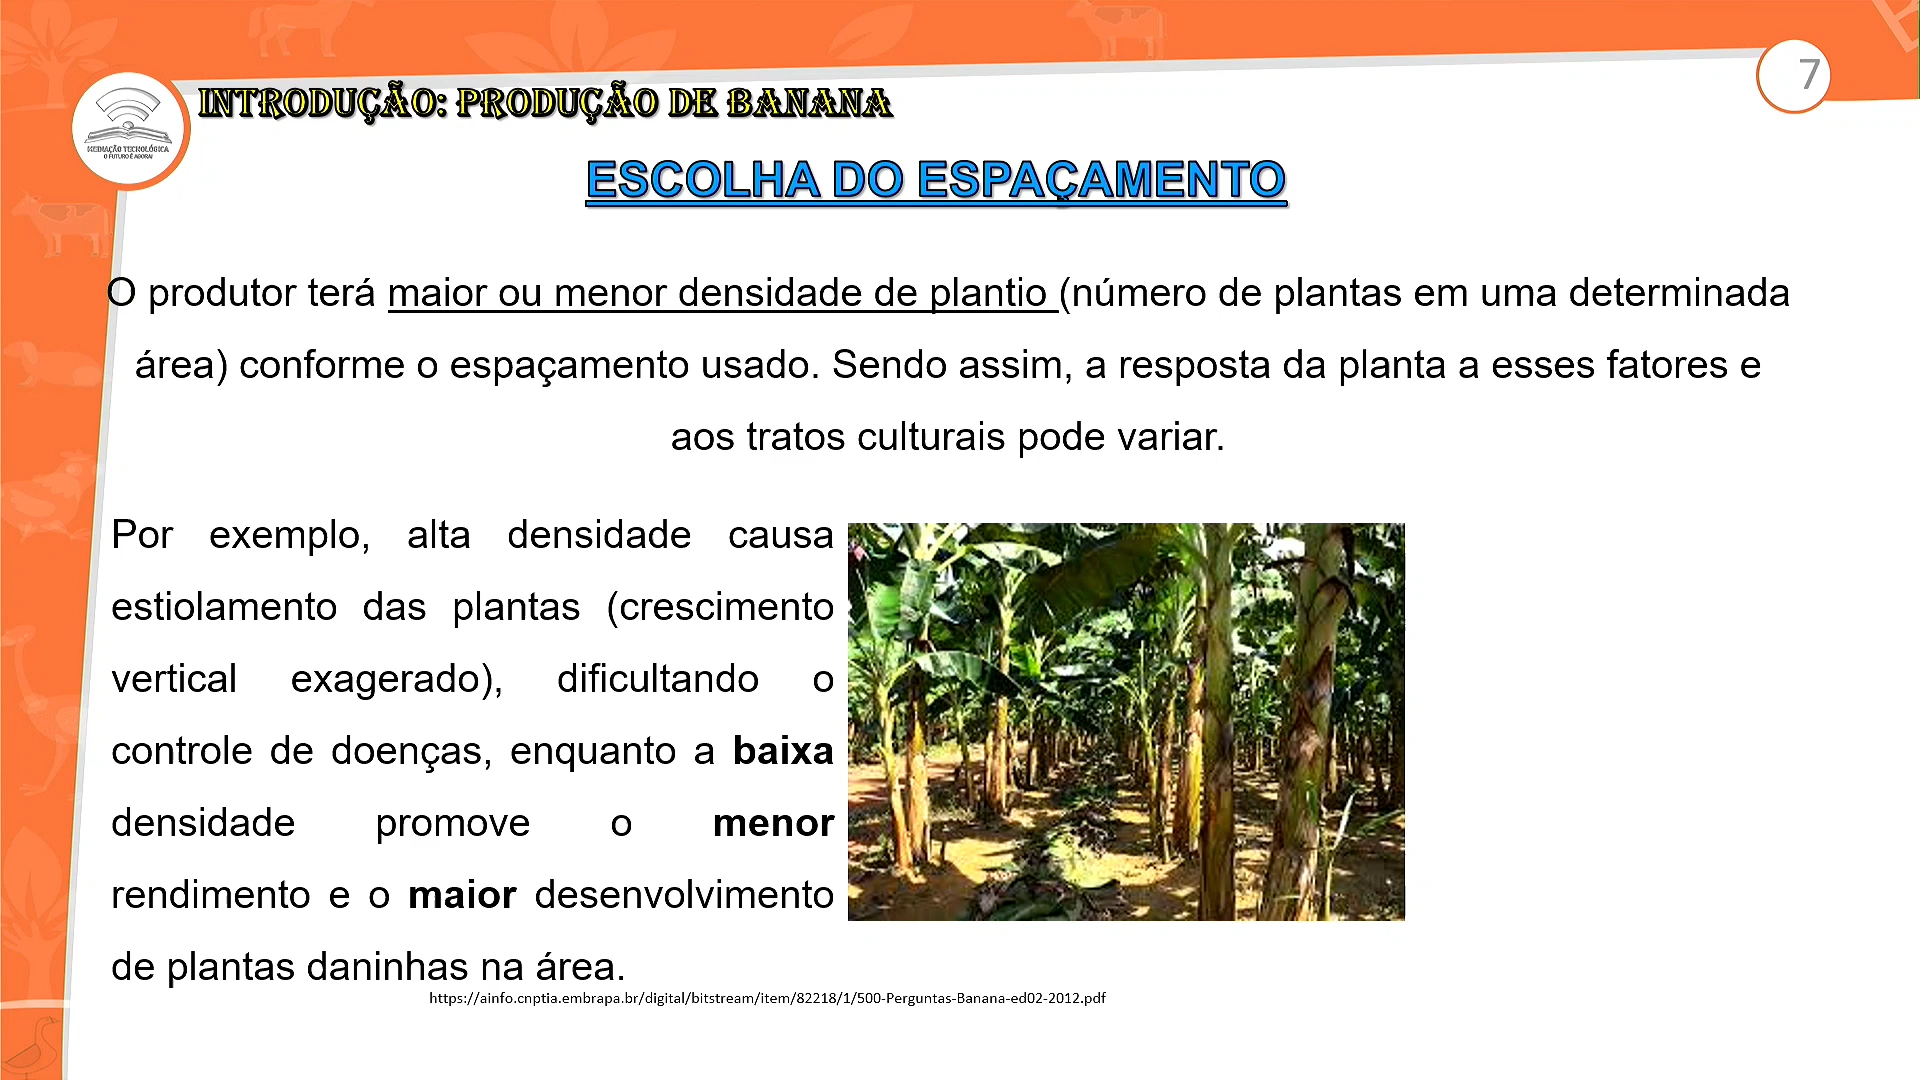 7
MEDIAÇÃO TECNOLÓGICA
O FUTURO É AGORA!
INTRODUÇÃO: PRODUÇÃO DE BANANA
ESCOLHA DO ESPAÇAMENTO
O produtor terá maior ou menor densidade de plantio (número de plantas em uma determinada
área) conforme o espaçamento usado. Sendo assim, a resposta da planta a esses fatores e
aos tratos culturais pode variar.
Por exemplo, alta densidade causa
estiolamento das plantas (crescimento
vertical exagerado), dificultando o
controle de doenças, enquanto a baixa
densidade promove o menor
rendimento e o maior desenvolvimento
de plantas daninhas na área.
https://ainfo.cnptia.embrapa.br/digital/bitstream/item/82218/1/500-Perguntas-Banana-ed02-2012.pdf